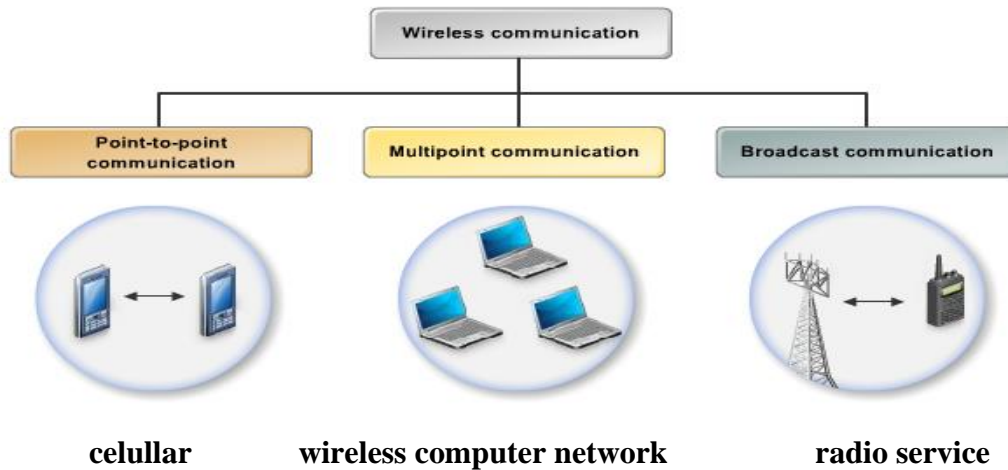 Wireless communication
Point-to-point
communication
Multipoint communication
Broadcast communication
celullar
wireless computer network
radio service